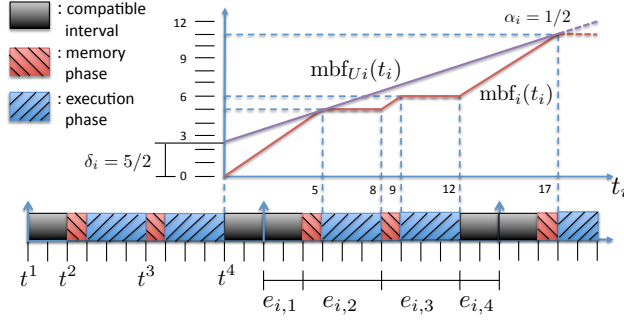 : compatible
interval
: memory
phase
: execution
phase
12
9
6
3
0
α_i = 1/2
mbf_{Ui}(t_i)
mbf_i(t_i)
δ_i = 5/2
5
8
9
12
17
t_i
t^1
t^2
t^3
t^4
e_{i,1}
e_{i,2}
e_{i,3}
e_{i,4}